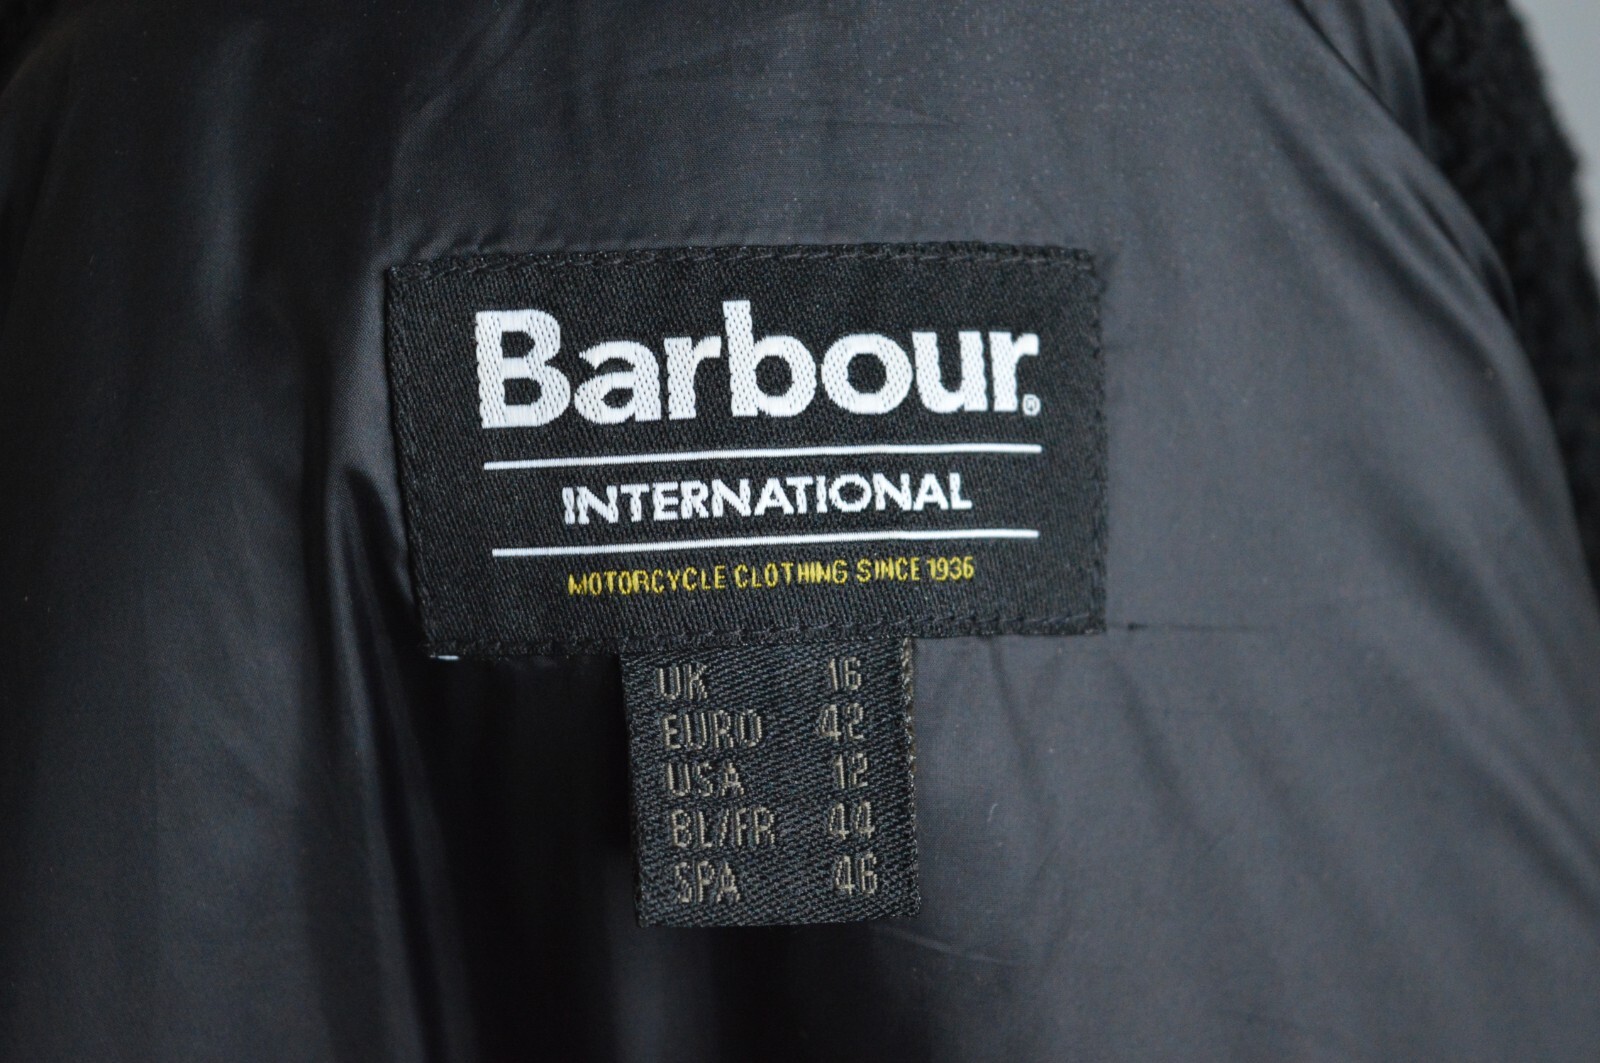 Barbour®
INTERNATIONAL
MOTORCYCLE CLOTHING SINCE 1936
UK 16
EURO 42
USA 12
BL/FR 44
SPA 46